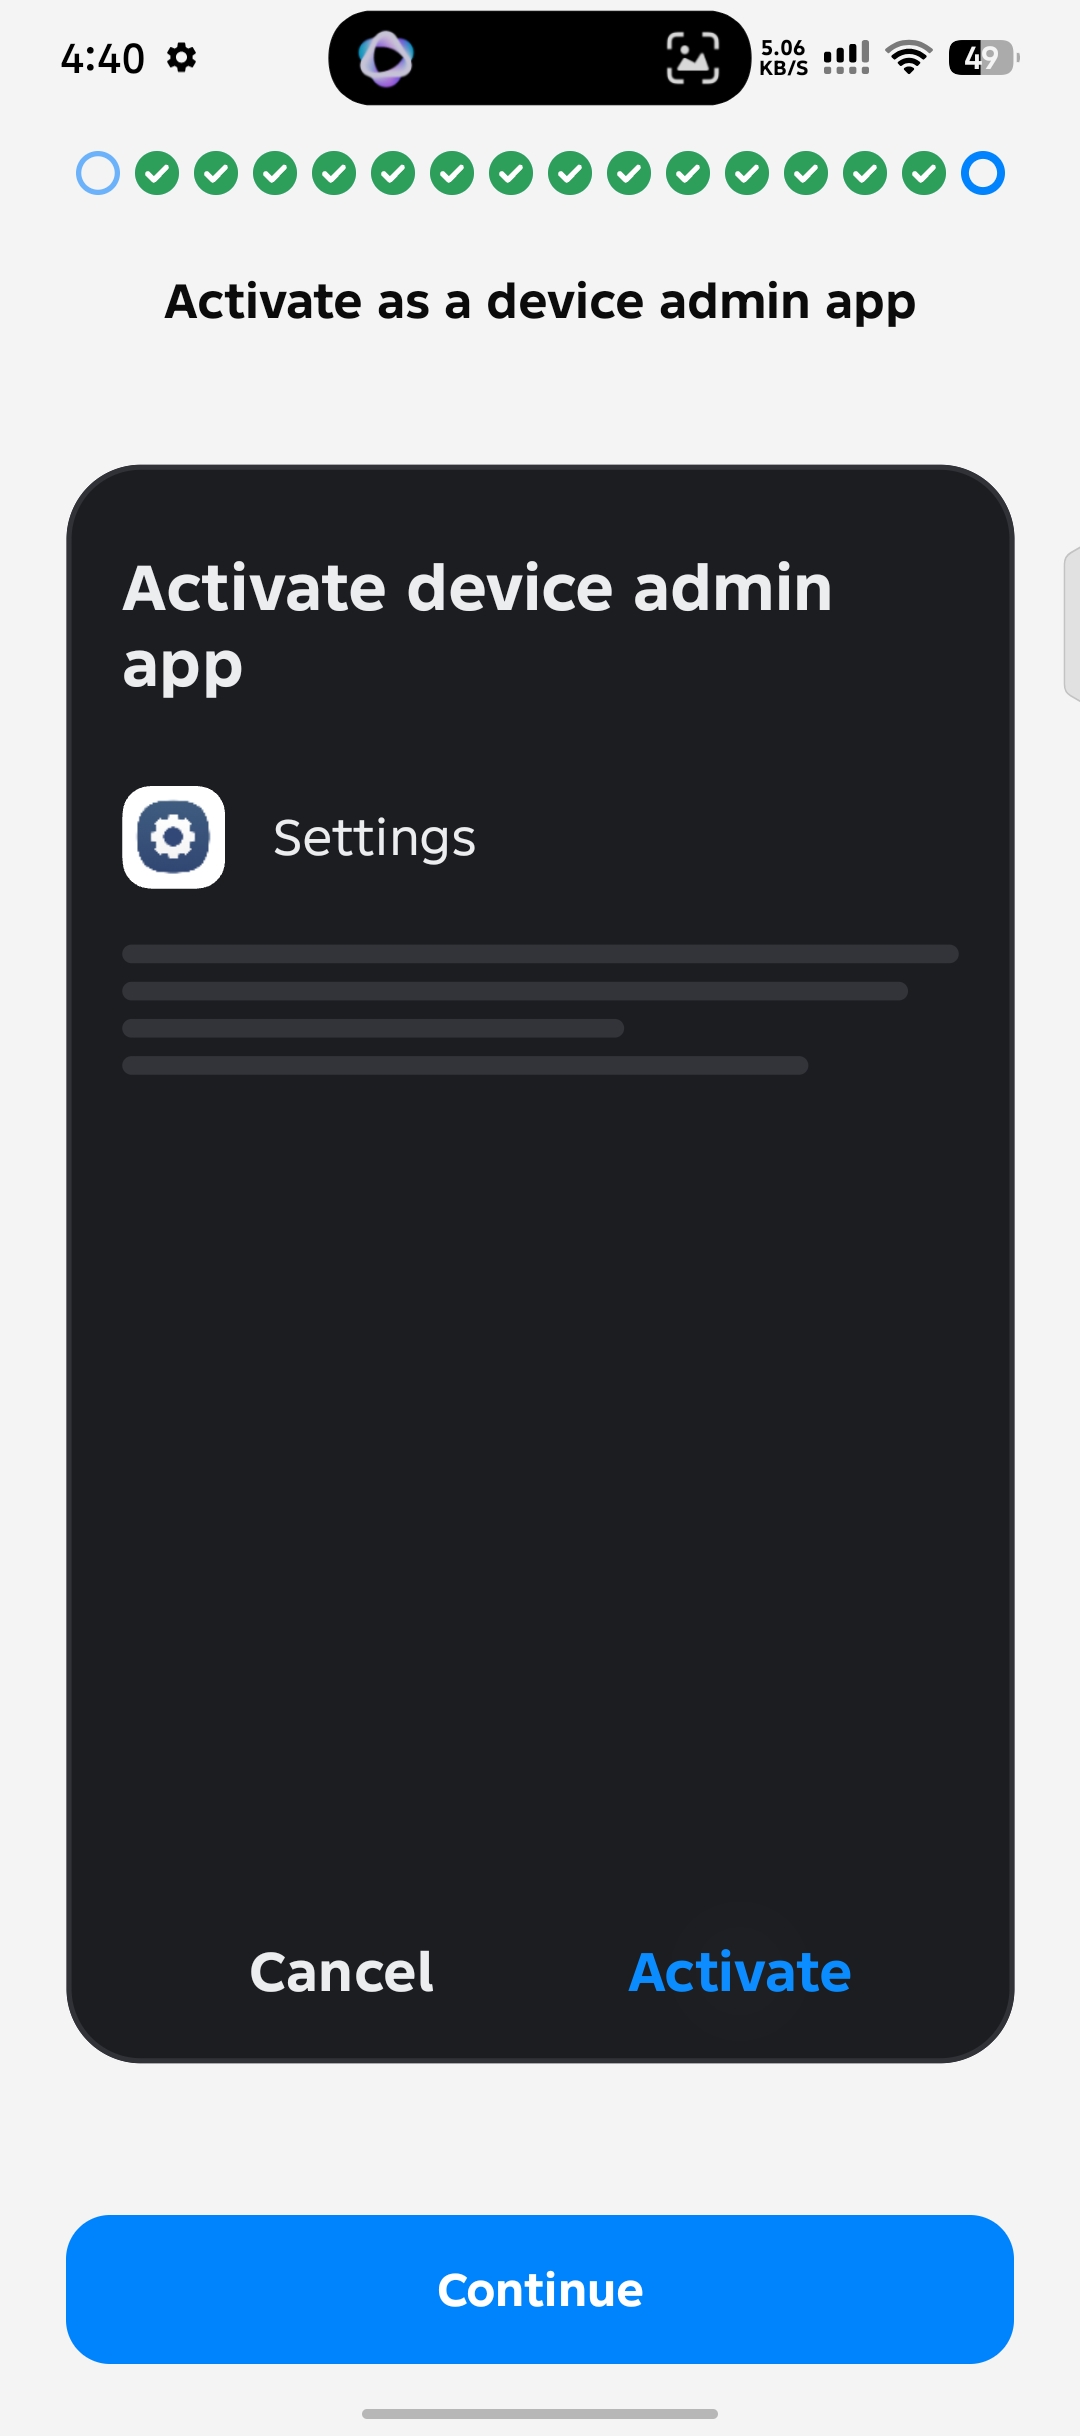 4:40
5.06
KB/S
49
Activate as a device admin app
Activate device admin
app
Settings
Cancel
Activate
Continue